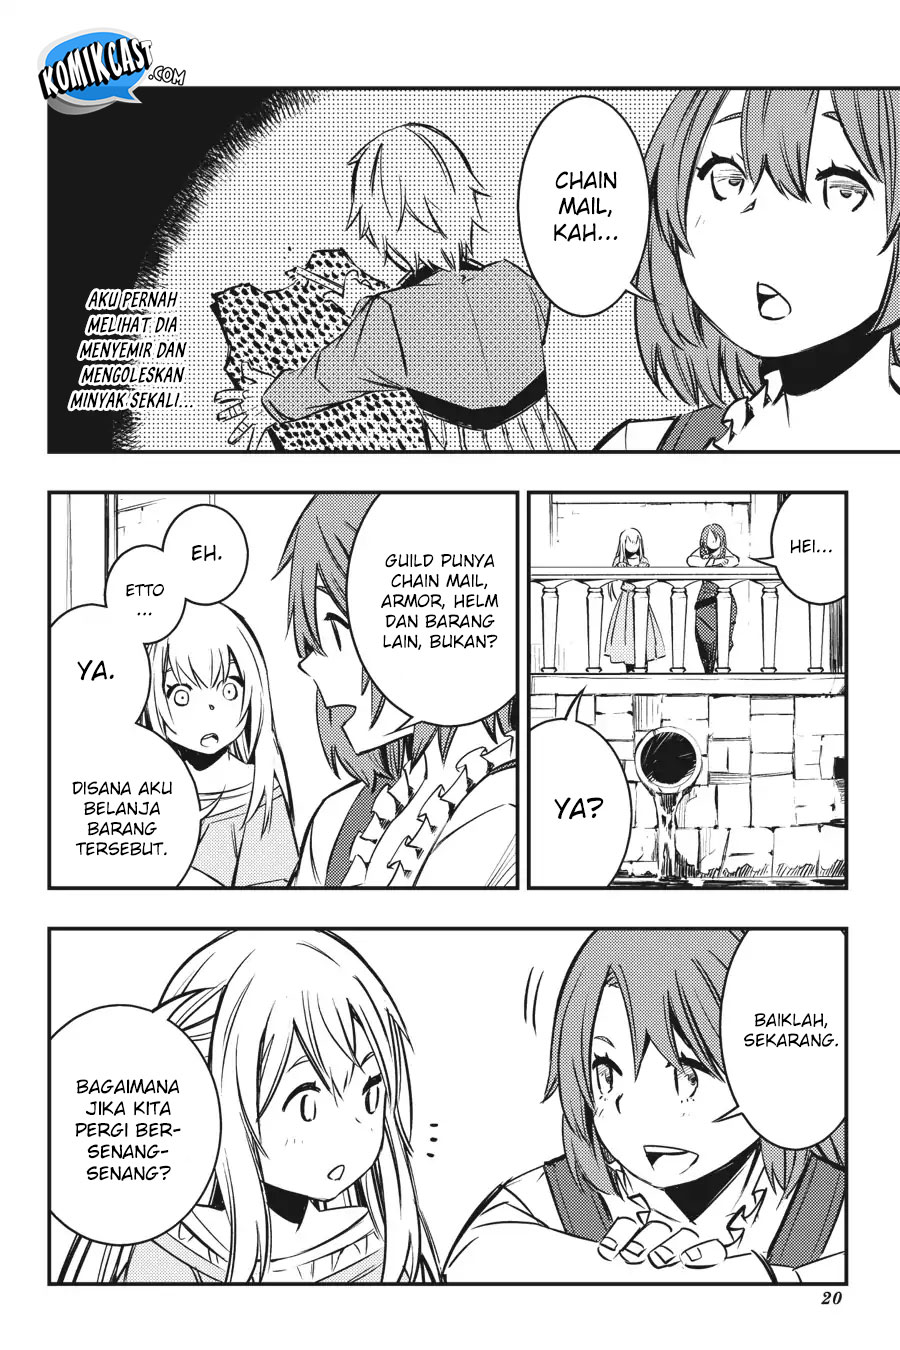 KOMIKCAST
.COM
CHAIN
MAIL,
KAH...
AKU PERNAH
MELIHAT DIA
MENYEMIR DAN
MENGOLESKAN
MINYAK SEKALI...
HEI...
YA?
GUILD PUNYA
CHAIN MAIL,
ARMOR, HELM
DAN BARANG
LAIN, BUKAN?
EH.
ETTO
...
YA.
DISANA AKU
BELANJA
BARANG
TERSEBUT.
BAIKLAH,
SEKARANG.
BAGAIMANA
JIKA KITA
PERGI BER-
SENANG-
SENANG?
20